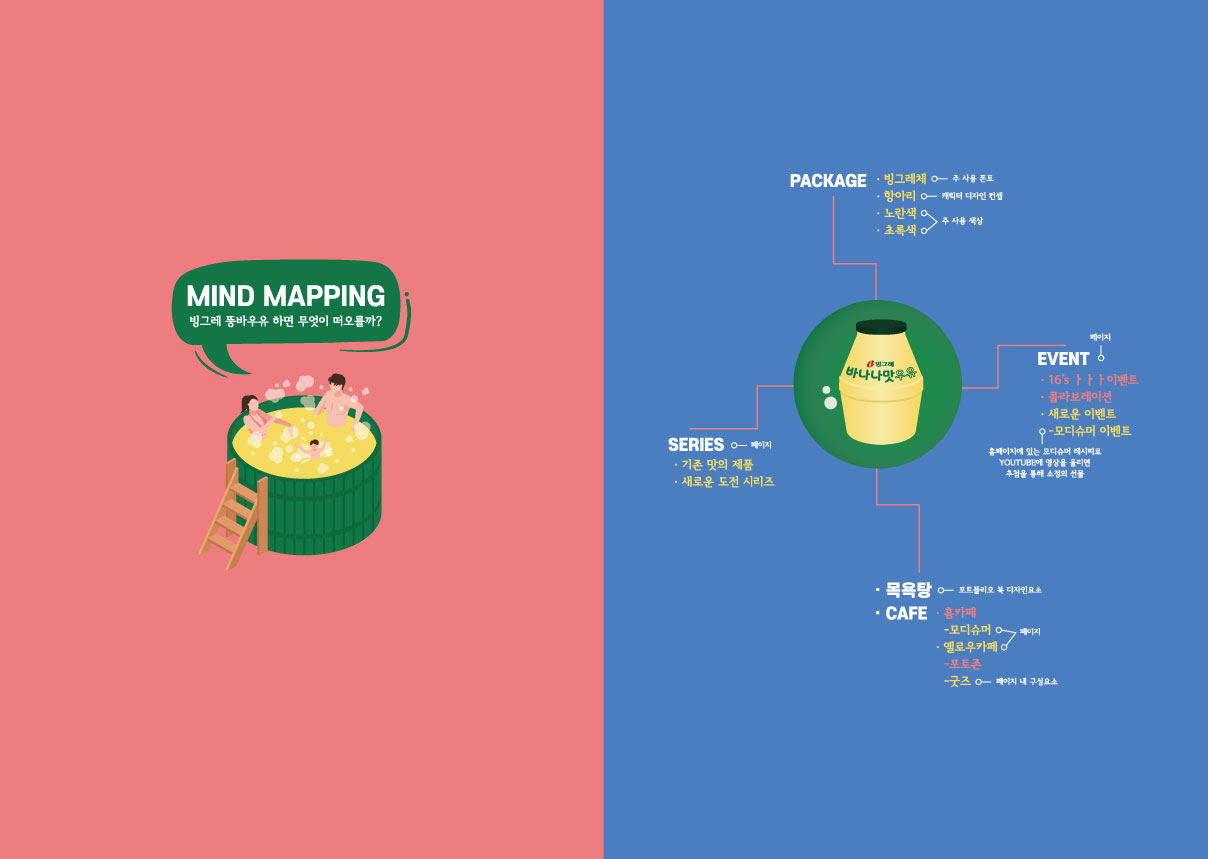 MIND MAPPING
빙그레 뚱바우유 하면 무엇이 떠오를까?
PACKAGE
· 빙그레체 주 사용 폰트
· 항아리 캐릭터 디자인 컨셉
· 노란색
주 사용 색상
· 초록색
빙그레
바나나맛우유
페이지
EVENT
· 16's ㅏㅏㅏ이벤트
· 콜라보레이션
· 새로운 이벤트
-모디슈머 이벤트
홈페이지에 있는 모디슈머 레시피로
YOUTUBE에 영상을 올리면
추첨을 통해 소정의 선물
SERIES 페이지
· 기존 맛의 제품
· 새로운 도전 시리즈
· 목욕탕 포트폴리오 북 디자인요소
· CAFE · 홈카페
-모디슈머 페이지
· 옐로우카페
-포토존
-굿즈 페이지 내 구성요소